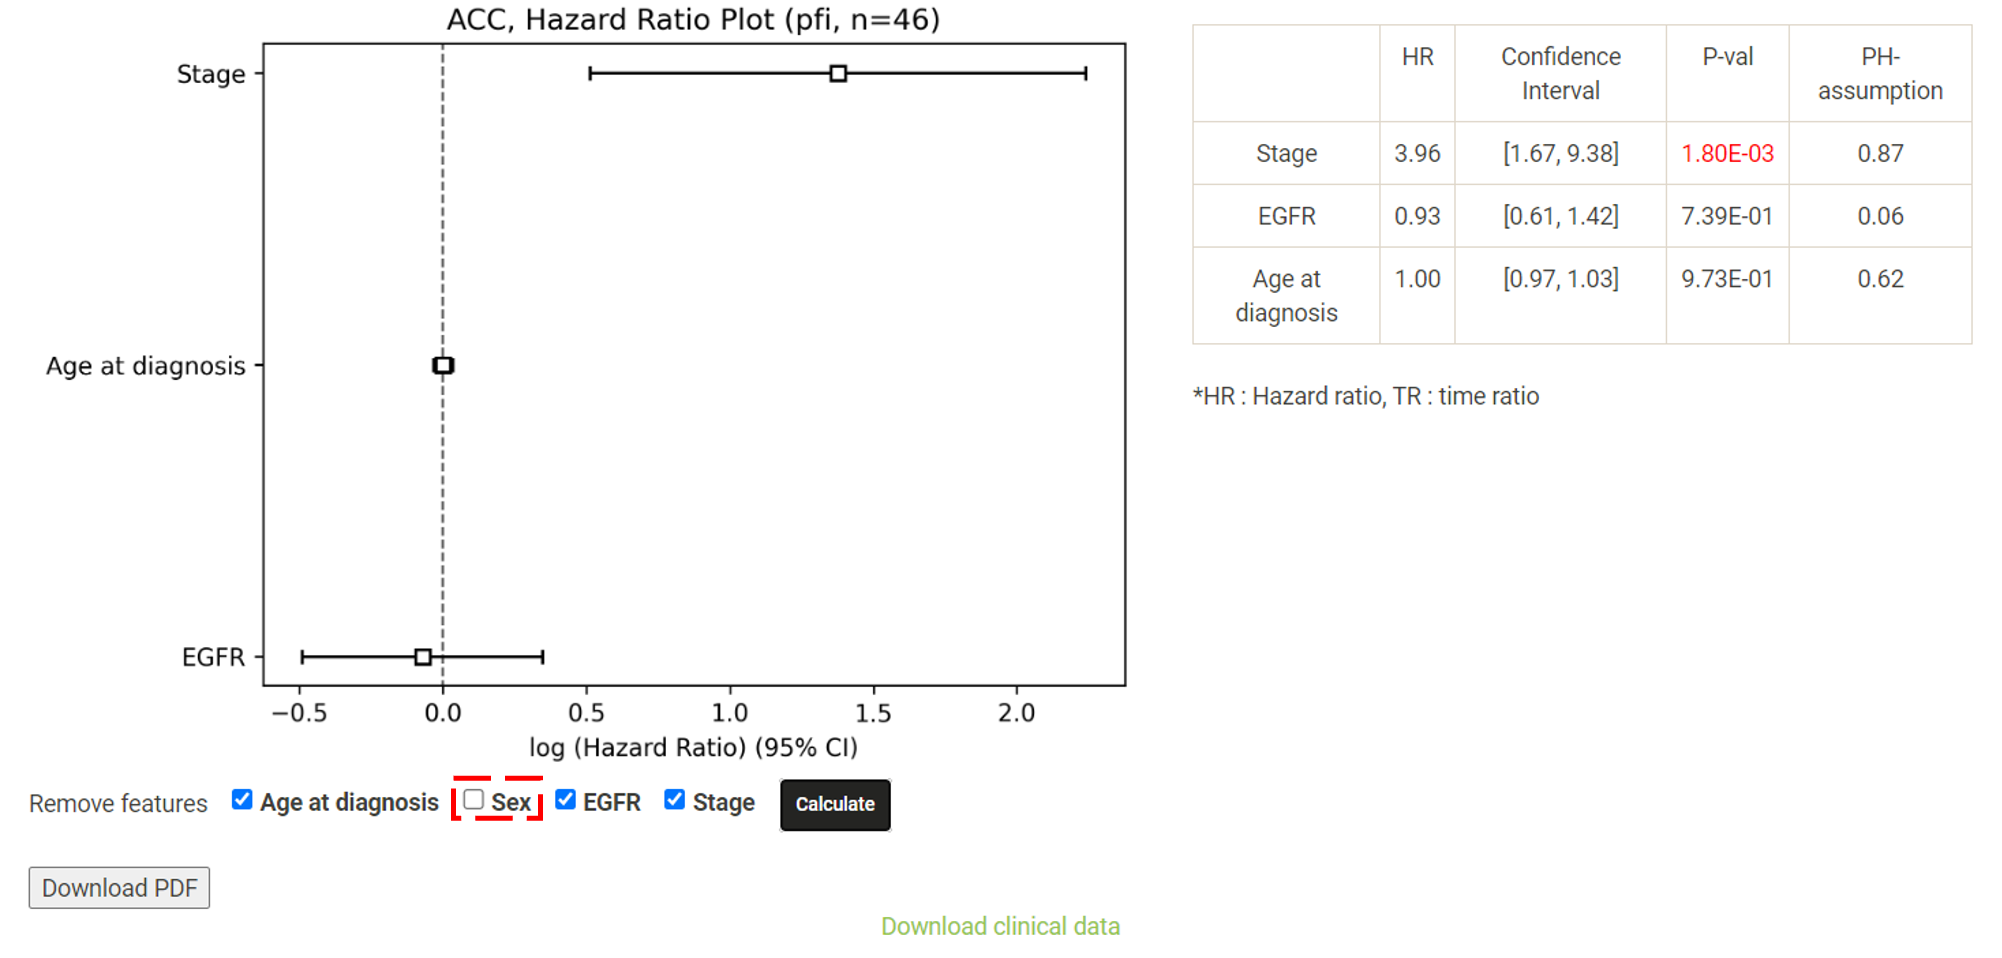 ACC, Hazard Ratio Plot (pfi, n=46)
Stage
Age at diagnosis
EGFR
−0.5 0.0 0.5 1.0 1.5 2.0
log (Hazard Ratio) (95% CI)
Remove features Age at diagnosis Sex EGFR Stage Calculate
Download PDF
HR Confidence Interval P-val PH-assumption
Stage 3.96 [1.67, 9.38] 1.80E-03 0.87
EGFR 0.93 [0.61, 1.42] 7.39E-01 0.06
Age at diagnosis 1.00 [0.97, 1.03] 9.73E-01 0.62
*HR : Hazard ratio, TR : time ratio
Download clinical data